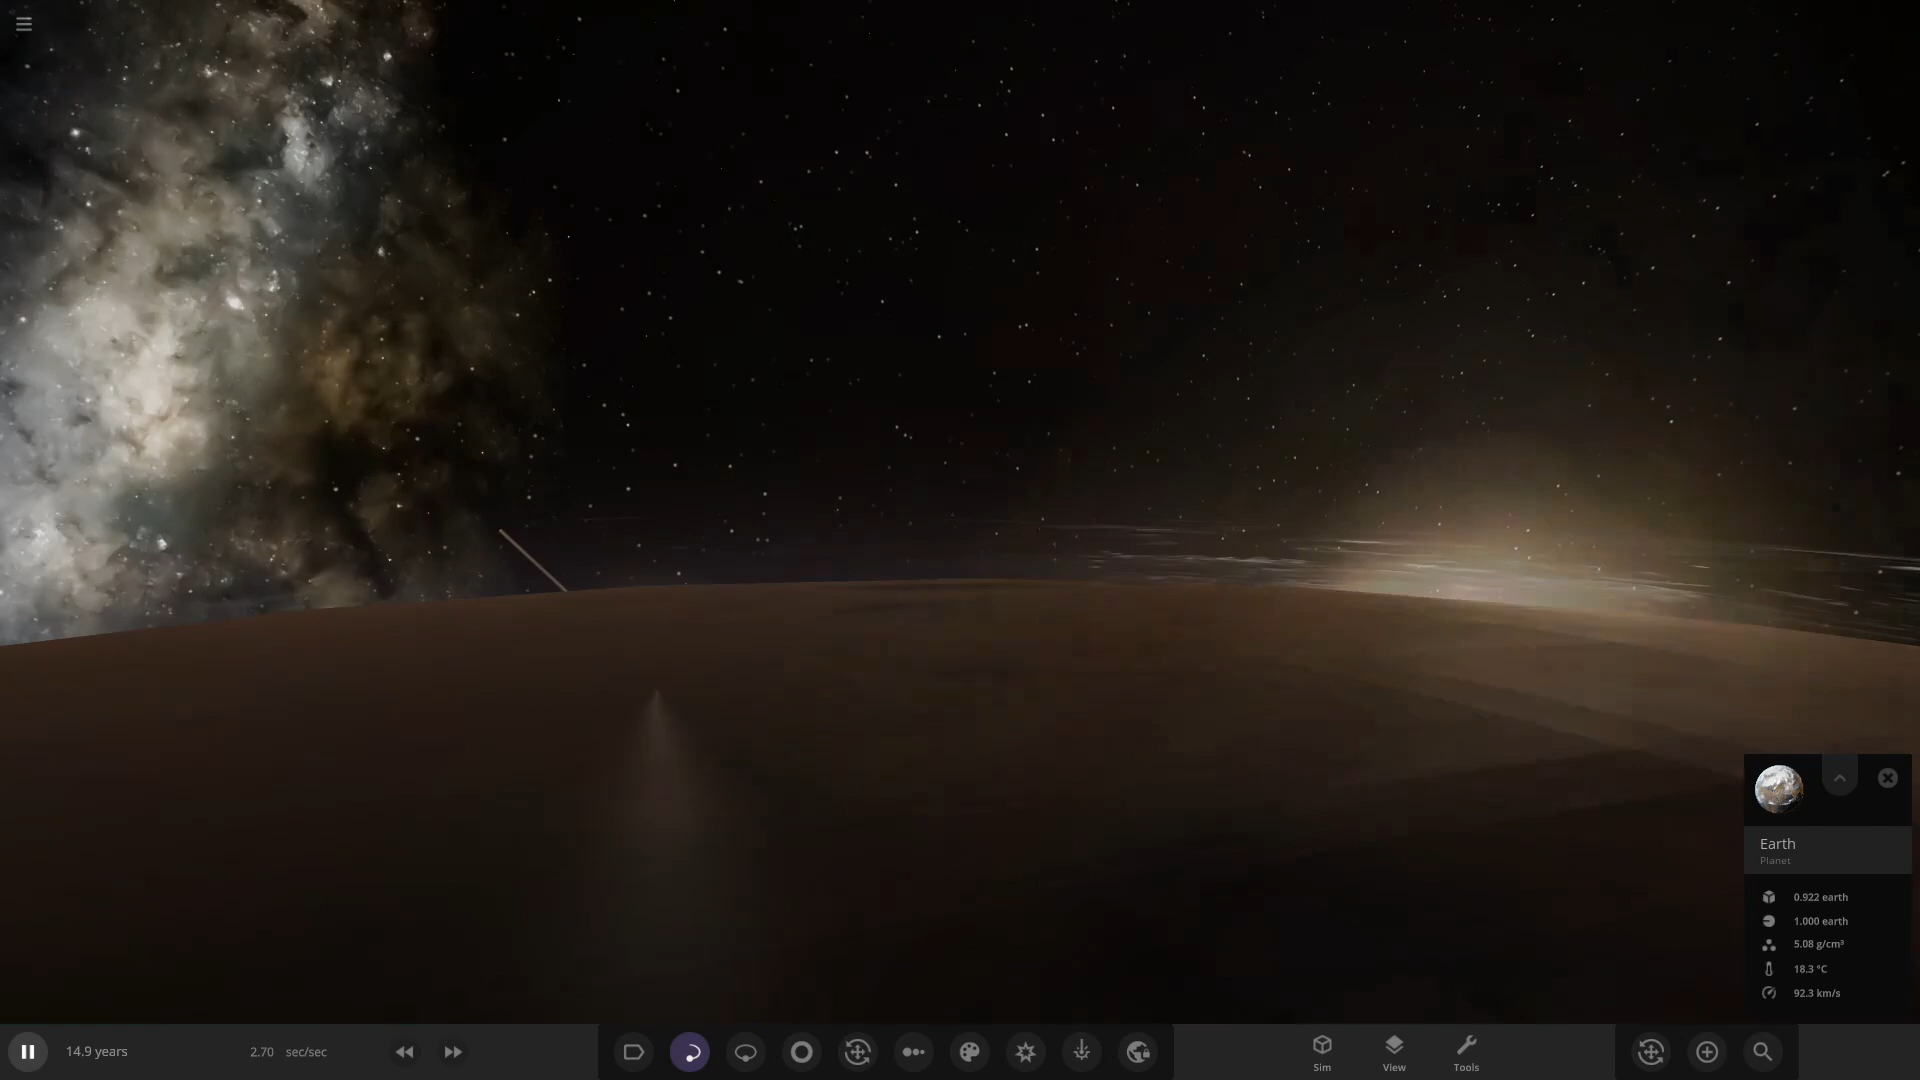 Earth
Planet
0.922 earth
1.000 earth
5.08 g/cm³
18.3 °C
92.3 km/s
14.9 years
2.70 sec/sec
Sim
View
Tools